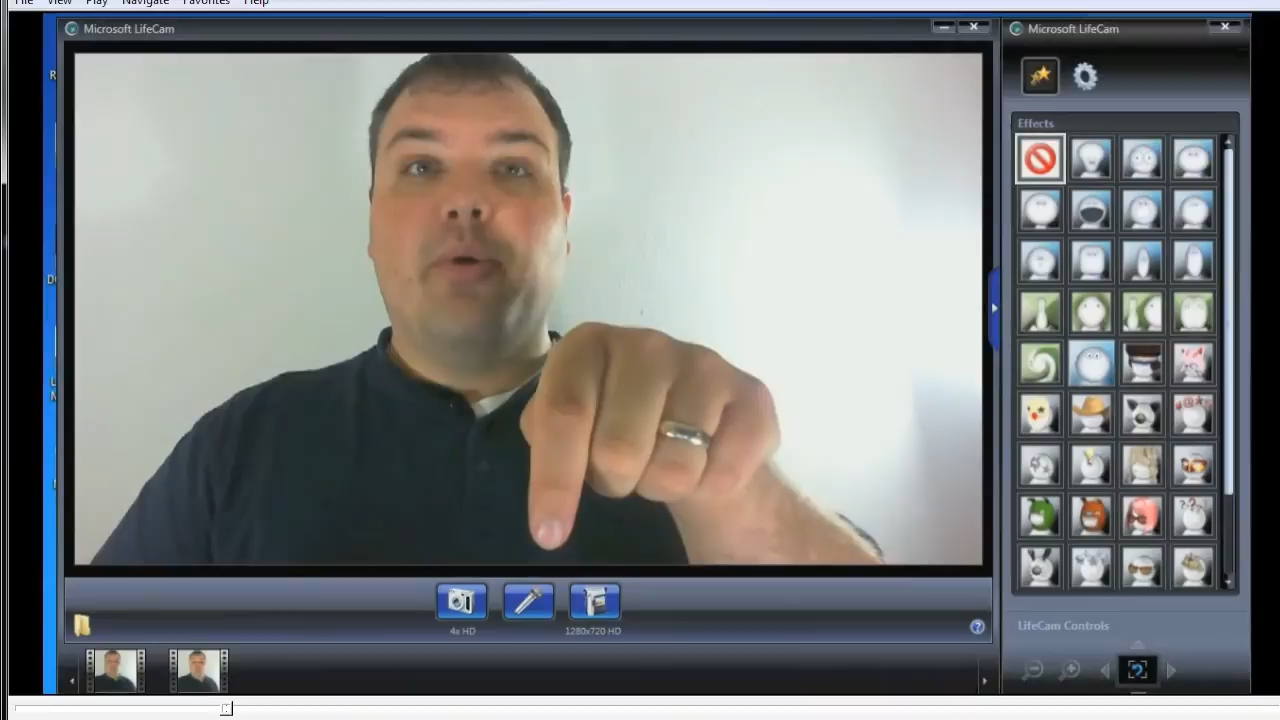 File View Play Navigate Favorites Help
Microsoft LifeCam
Microsoft LifeCam
Effects
4x HD
1280x720 HD
LifeCam Controls